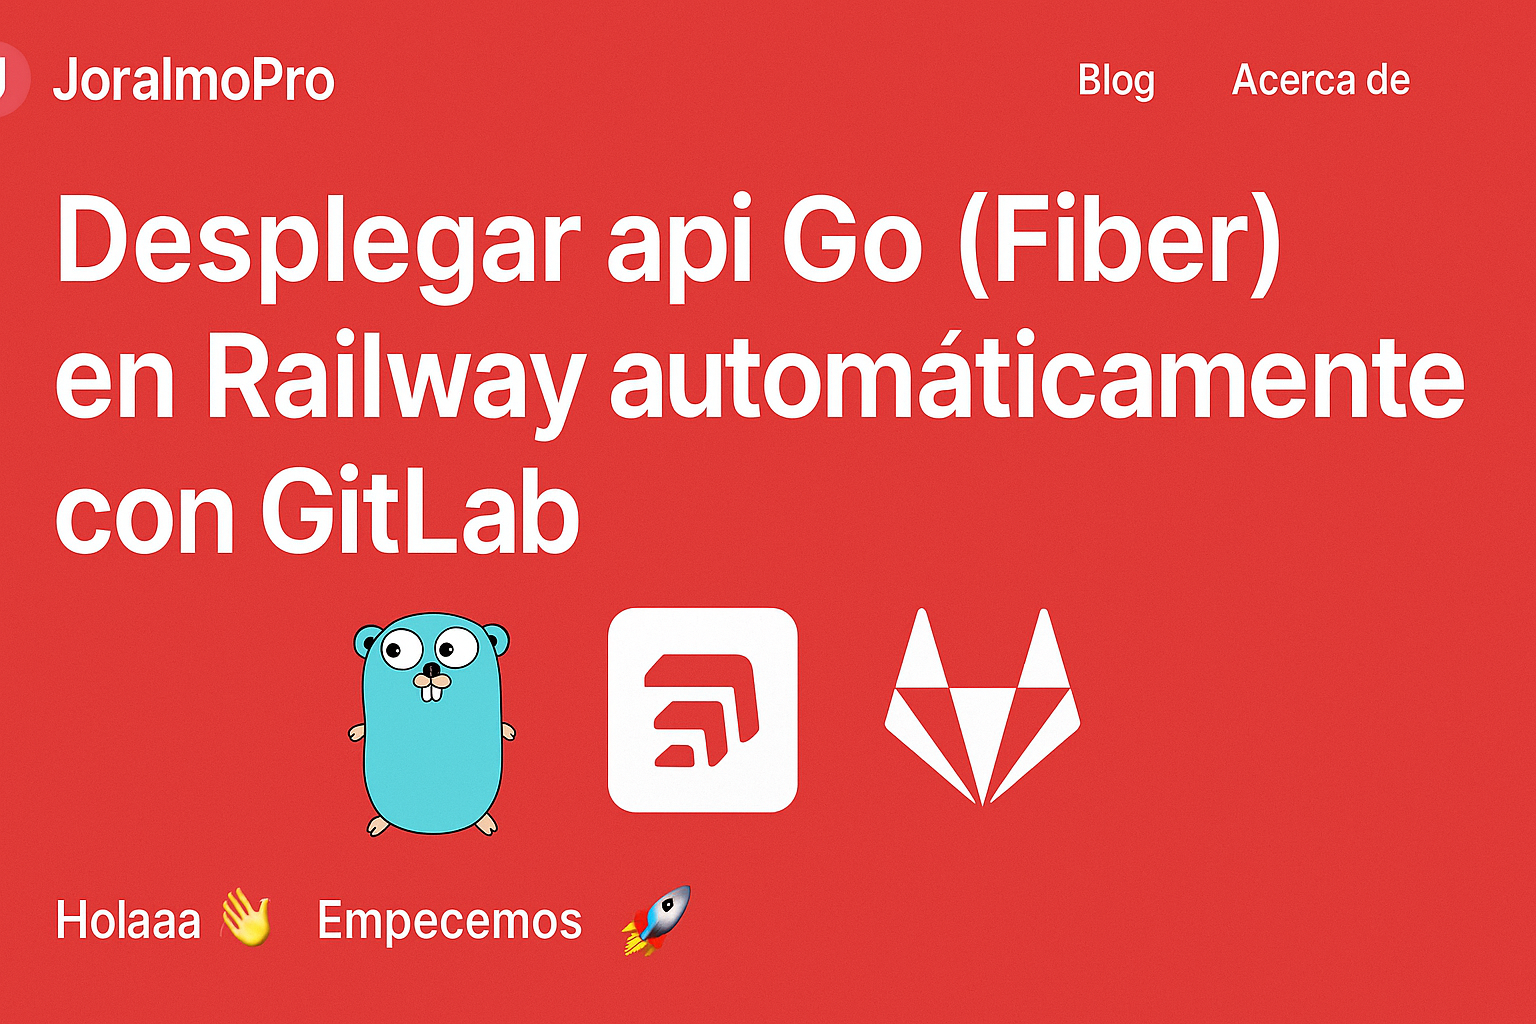 J JoralmoPro Blog Acerca de
Desplegar api Go (Fiber)
en Railway automáticamente
con GitLab
Holaaa 👋 Empecemos 🚀